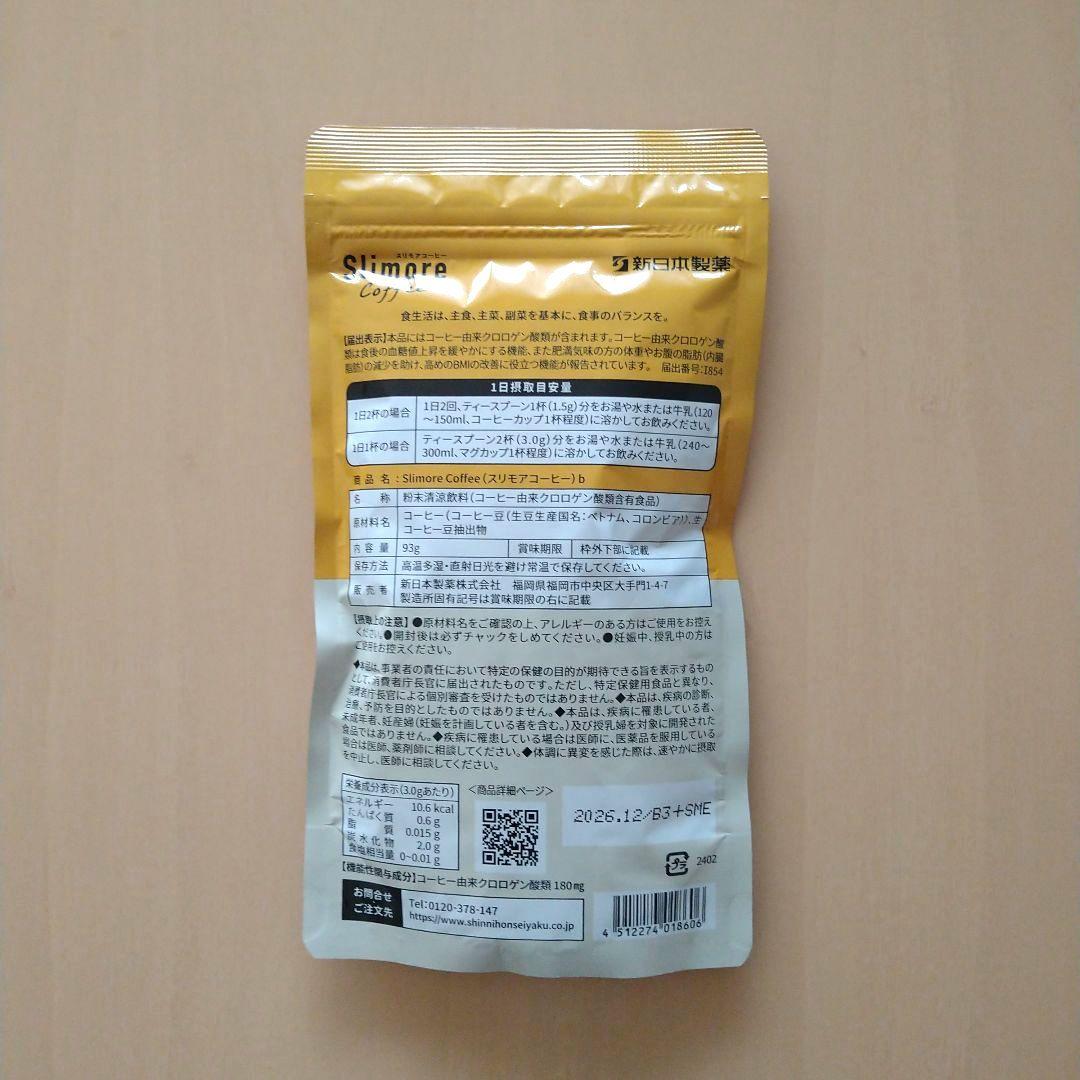 スリモアコーヒー
Slimore
Coffee
新日本製薬
食生活は、主食、主菜、副菜を基本に、食事のバランスを。
【届出表示】本品にはコーヒー由来クロロゲン酸類が含まれます。コーヒー由来クロロゲン酸
類は食後の血糖値上昇を緩やかにする機能、また肥満気味の方の体重やお腹の脂肪(内臓
脂肪)の減少を助け、高めのBMIの改善に役立つ機能が報告されています。 届出番号:I854
1日摂取目安量
1日2杯の場合 1日2回、ティースプーン1杯(1.5g)分をお湯や水または牛乳(120
〜150ml、コーヒーカップ1杯程度)に溶かしてお飲みください。
1日1杯の場合 ティースプーン2杯(3.0g)分をお湯や水または牛乳(240〜
300ml、マグカップ1杯程度)に溶かしてお飲みください。
商品名:Slimore Coffee(スリモアコーヒー)b
名称 粉末清涼飲料(コーヒー由来クロロゲン酸類含有食品)
原材料名 コーヒー(コーヒー豆(生豆生産国名:ベトナム、コロンビア))、生
コーヒー豆抽出物
内容量 93g 賞味期限 枠外下部に記載
保存方法 高温多湿・直射日光を避け常温で保存してください。
販売者 新日本製薬株式会社 福岡県福岡市中央区大手門1-4-7
製造所固有記号は賞味期限の右に記載
【摂取上の注意】●原材料名をご確認の上、アレルギーのある方はご使用をお控え
ください。●開封後は必ずチャックをしめてください。●妊娠中、授乳中の方は
ご使用をお控えください。
◆本品は、事業者の責任において特定の保健の目的が期待できる旨を表示するもの
として、消費者庁長官に届出されたものです。ただし、特定保健用食品と異なり、
消費者庁長官による個別審査を受けたものではありません。◆本品は、疾病の診断、
治療、予防を目的としたものではありません。◆本品は、疾病に罹患している者、
未成年者、妊産婦(妊娠を計画している者を含む。)及び授乳婦を対象に開発された
食品ではありません。◆疾病に罹患している場合は医師に、医薬品を服用している
場合は医師、薬剤師に相談してください。◆体調に異変を感じた際は、速やかに摂取
を中止し、医師に相談してください。
栄養成分表示(3.0gあたり)
エネルギー 10.6 kcal
たんぱく質 0.6 g
脂質 0.015 g
炭水化物 2.0 g
食塩相当量 0~0.01 g
<商品詳細ページ>
2026.12/B3+SME
プラ
2402
【機能性関与成分】コーヒー由来クロロゲン酸類 180mg
お問合せ
ご注文先
Tel:0120-378-147
https://www.shinnihonseiyaku.co.jp
4 512274 018606